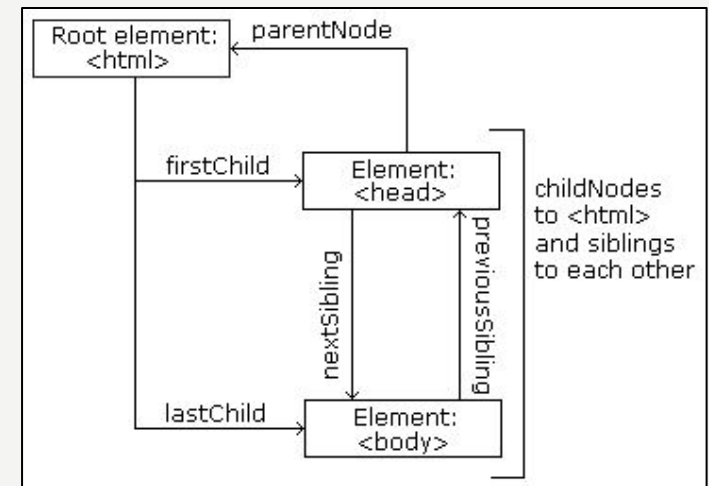 Root element:
<html>
parentNode
firstChild
Element:
<head>
childNodes
to <html>
and siblings
to each other
nextSibling
previousSibling
lastChild
Element:
<body>